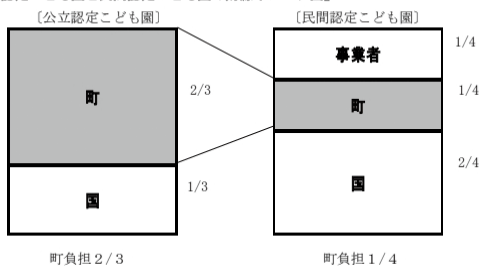 〔公立認定こども園〕
〔民間認定こども園〕
町
2/3
国
1/3
事業者
1/4
町
1/4
国
2/4
町負担2/3
町負担1/4